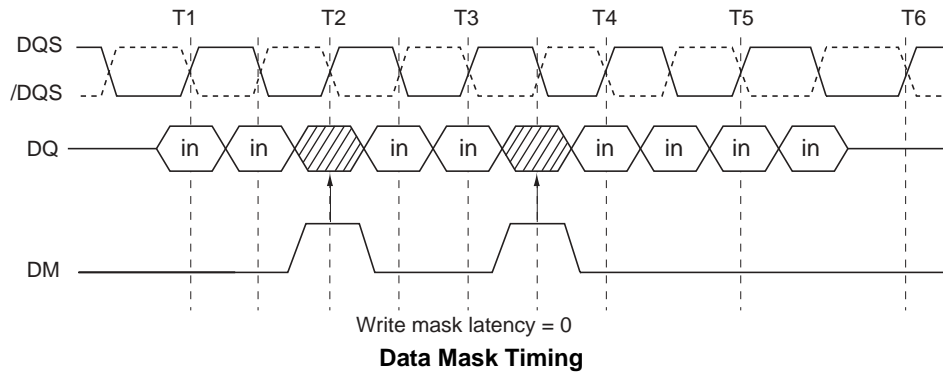 T1 T2 T3 T4 T5 T6
DQS
/DQS
DQ in in in in in in in in
DM
Write mask latency = 0
Data Mask Timing